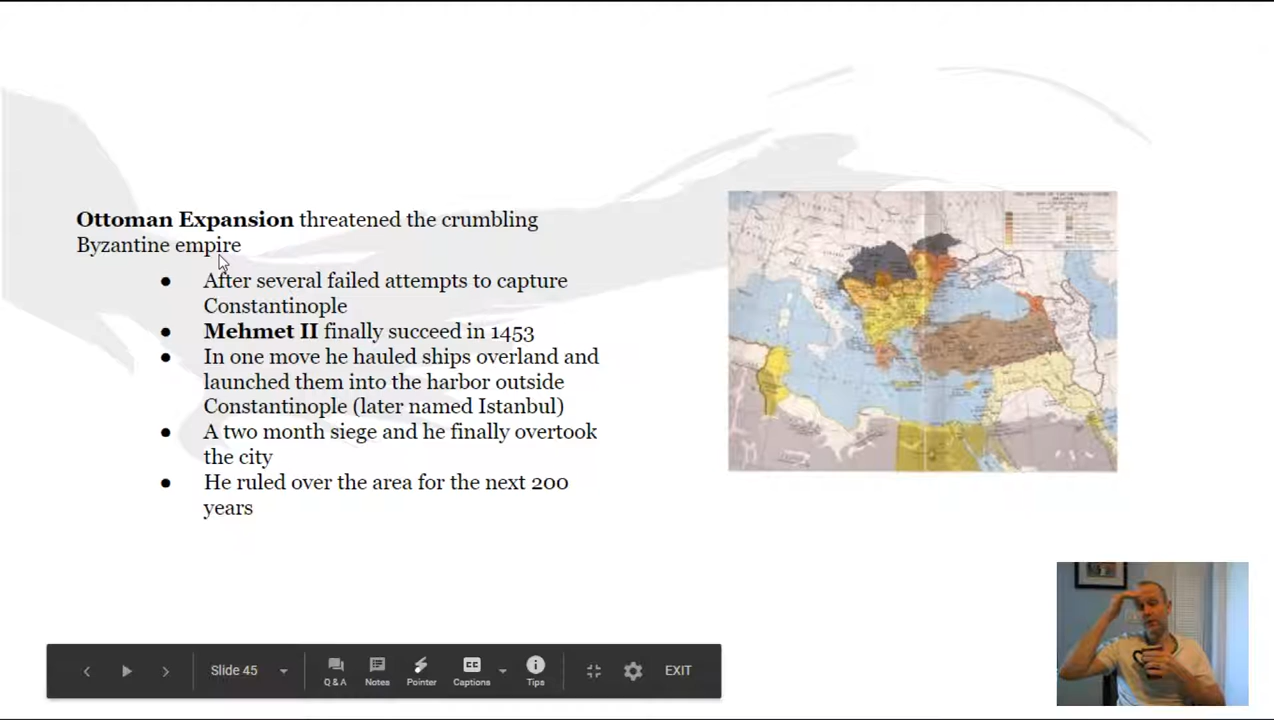 Ottoman Expansion threatened the crumbling
Byzantine empire
● After several failed attempts to capture
Constantinople
● Mehmet II finally succeed in 1453
● In one move he hauled ships overland and
launched them into the harbor outside
Constantinople (later named Istanbul)
● A two month siege and he finally overtook
the city
● He ruled over the area for the next 200
years
Slide 45
Q & A
Notes
Pointer
CC
Captions
Tips
EXIT